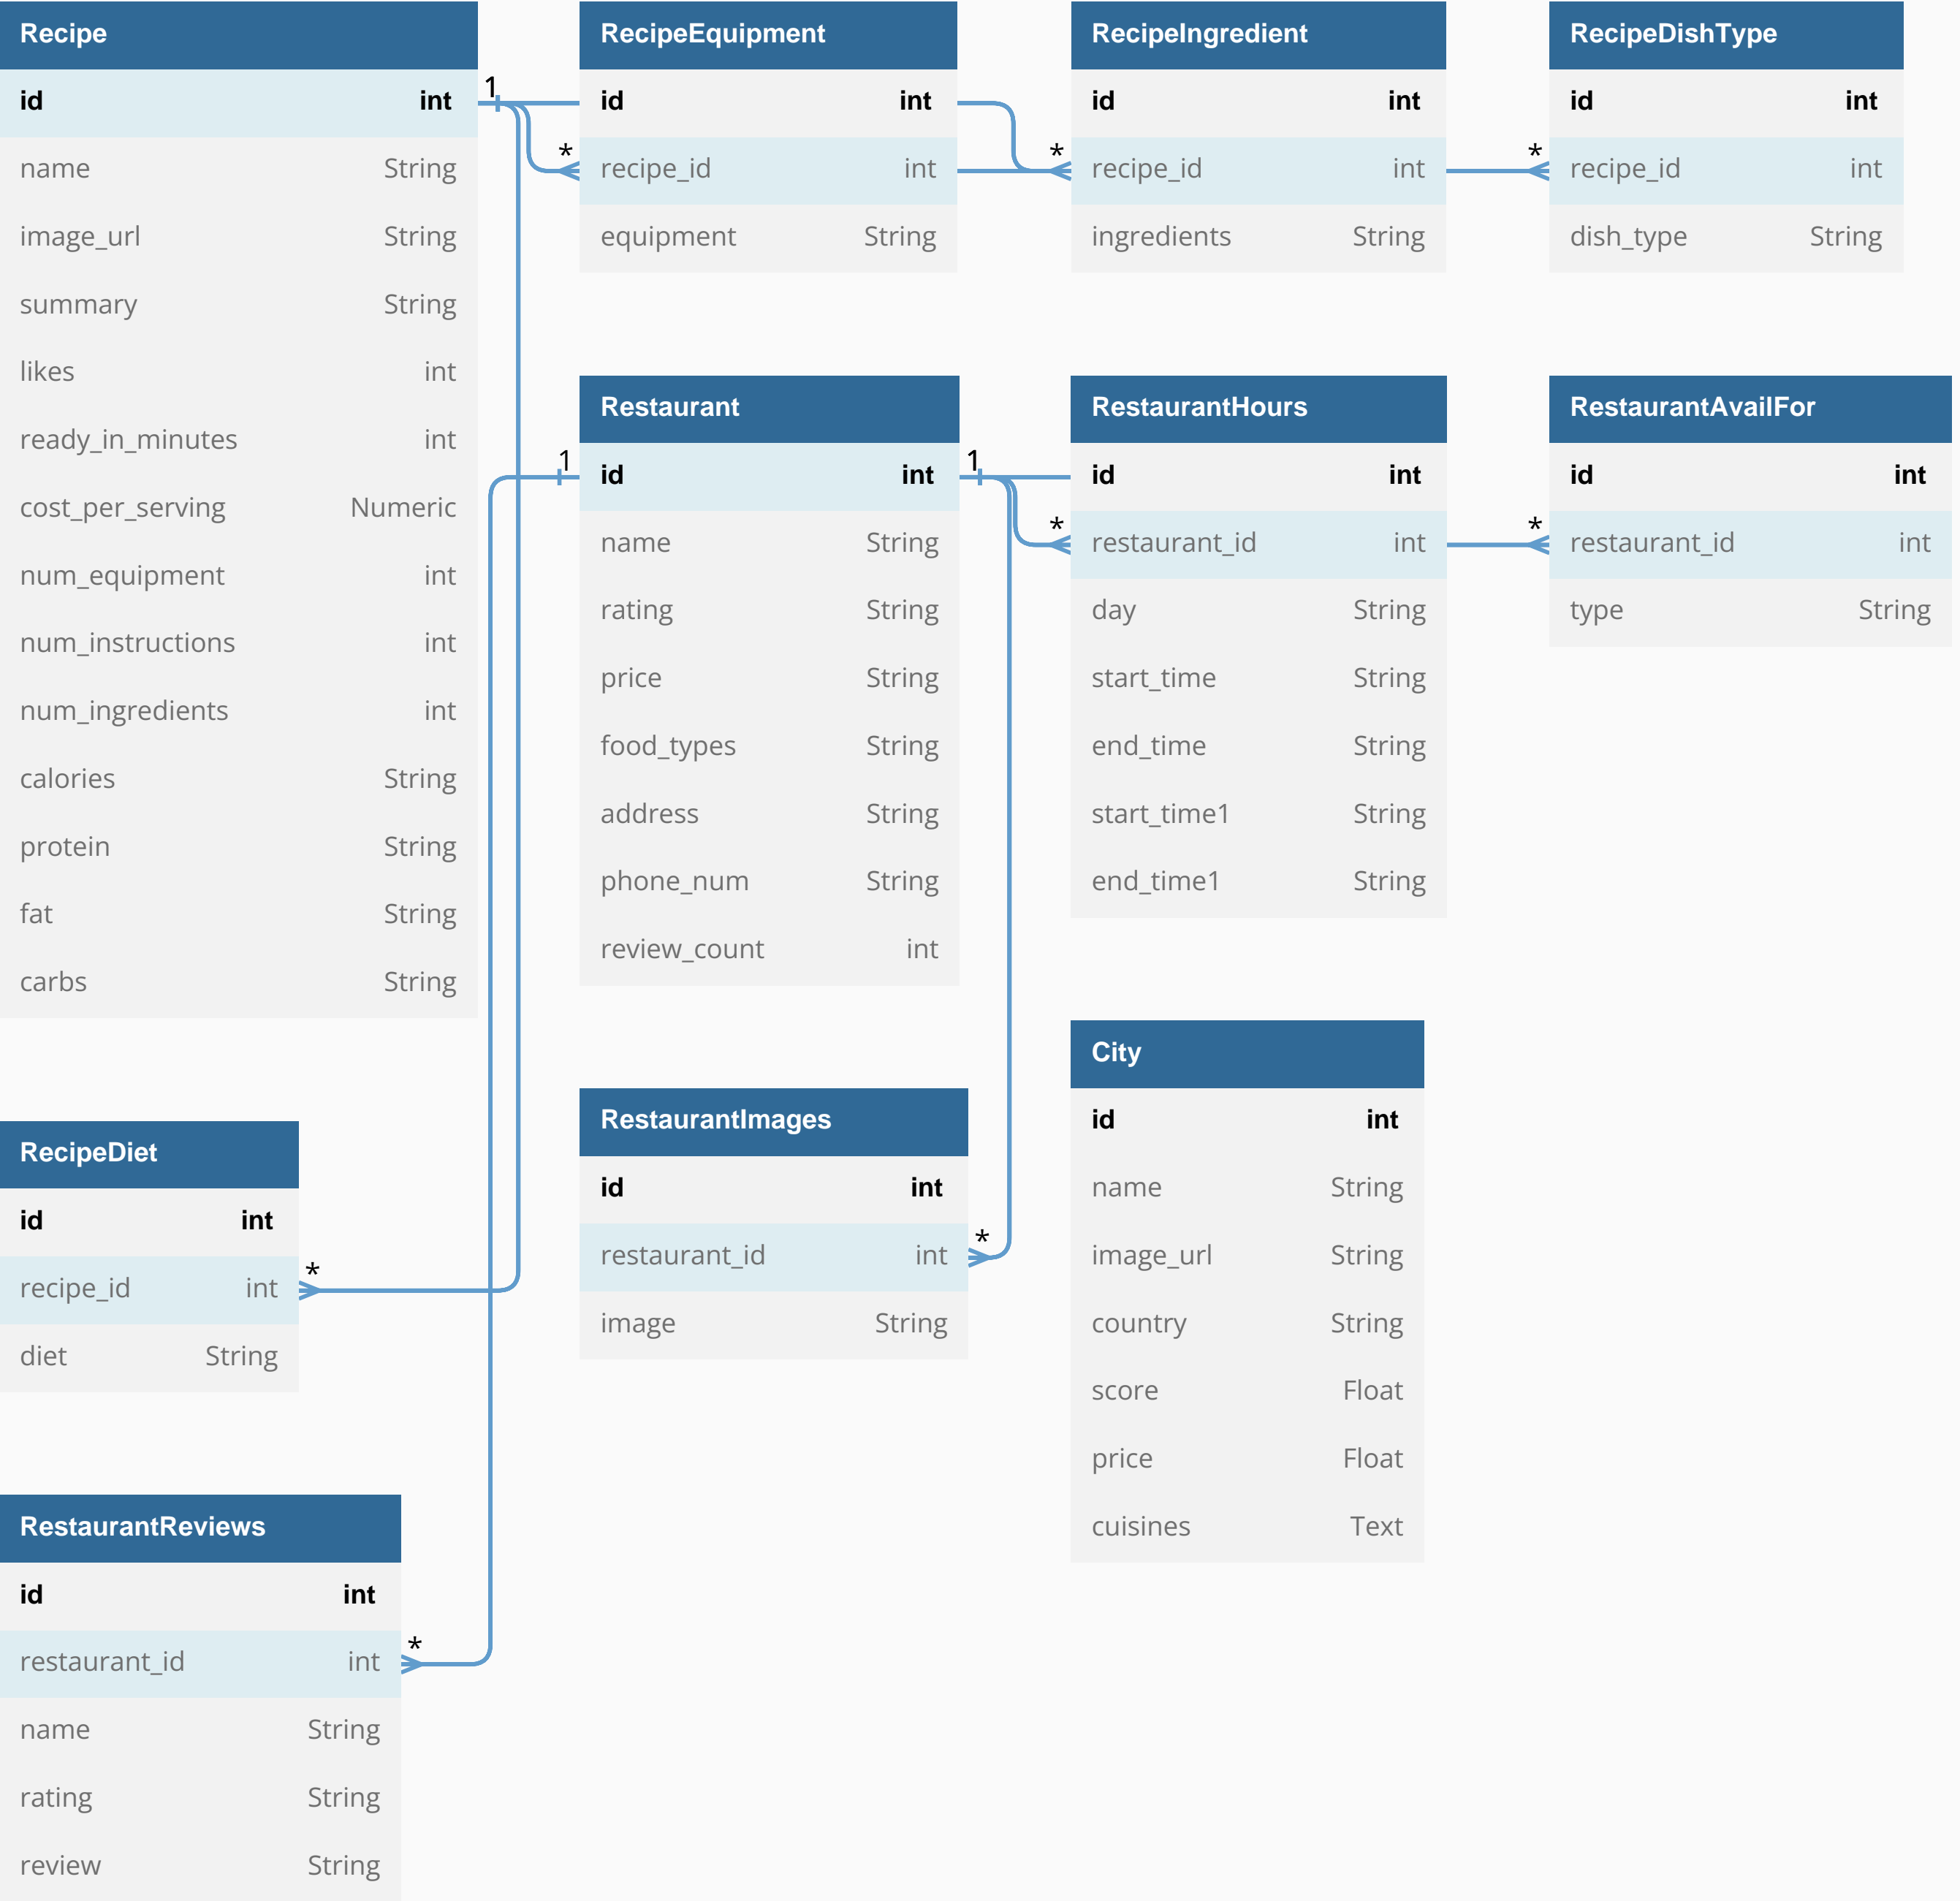 Recipe
id int
name String
image_url String
summary String
likes int
ready_in_minutes int
cost_per_serving Numeric
num_equipment int
num_instructions int
num_ingredients int
calories String
protein String
fat String
carbs String
1
RecipeEquipment
id int
* recipe_id int
equipment String
RecipeIngredient
id int
* recipe_id int
ingredients String
RecipeDishType
id int
* recipe_id int
dish_type String
Restaurant
1 id int 1
name String
rating String
price String
food_types String
address String
phone_num String
review_count int
RestaurantHours
id int
* restaurant_id int
day String
start_time String
end_time String
start_time1 String
end_time1 String
RestaurantAvailFor
id int
* restaurant_id int
type String
RecipeDiet
id int
recipe_id int *
diet String
RestaurantImages
id int
restaurant_id int *
image String
City
id int
name String
image_url String
country String
score Float
price Float
cuisines Text
RestaurantReviews
id int
restaurant_id int *
name String
rating String
review String